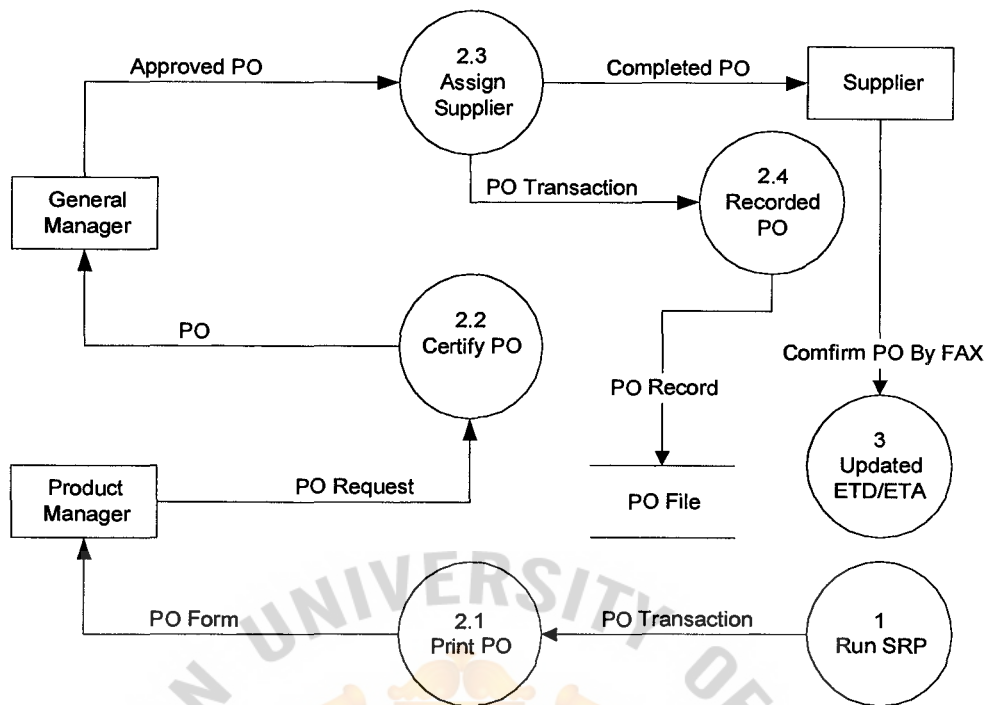 Approved PO
2.3
Assign
Supplier
Completed PO
Supplier
General
Manager
PO Transaction
2.4
Recorded
PO
PO
2.2
Certify PO
Comfirm PO By FAX
PO Record
Product
Manager
PO Request
PO File
3
Updated
ETD/ETA
PO Form
2.1
Print PO
PO Transaction
1
Run SRP
N UNIVERSITY OF